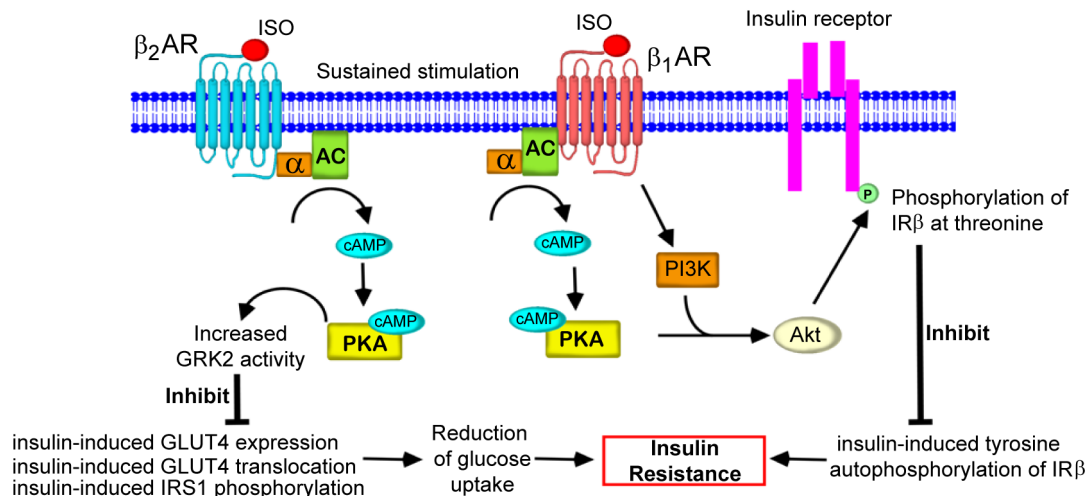 β₂AR
ISO
Sustained stimulation
ISO
β₁AR
Insulin receptor
α
AC
α
AC
P
Phosphorylation of
IRβ at threonine
cAMP
cAMP
PI3K
cAMP
PKA
cAMP
PKA
Akt
Increased
GRK2 activity
Inhibit
Inhibit
insulin-induced GLUT4 expression
insulin-induced GLUT4 translocation
insulin-induced IRS1 phosphorylation
Reduction
of glucose
uptake
Insulin
Resistance
insulin-induced tyrosine
autophosphorylation of IRβ